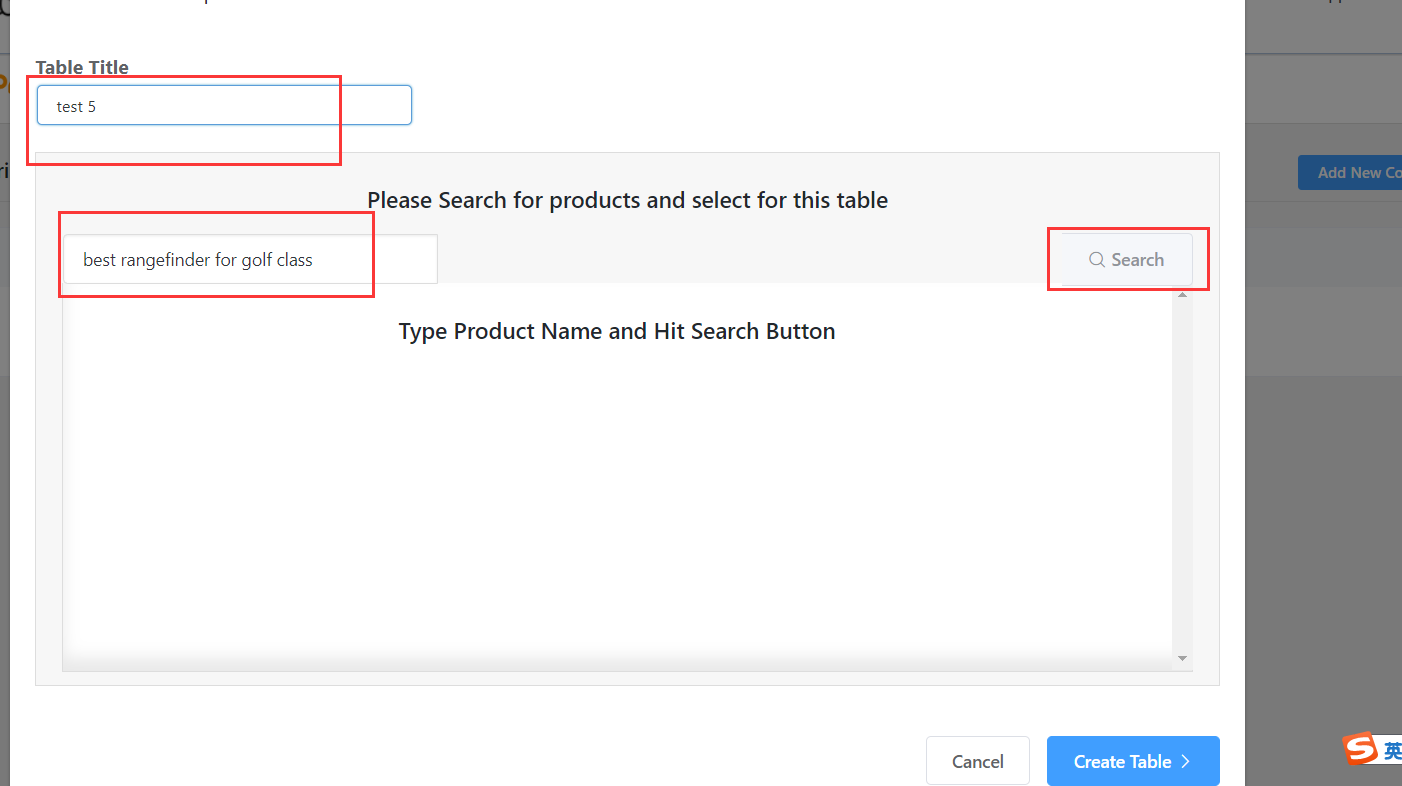 Table Title
test 5
Add New Co
Please Search for products and select for this table
best rangefinder for golf class
Search
Type Product Name and Hit Search Button
Cancel
Create Table
英